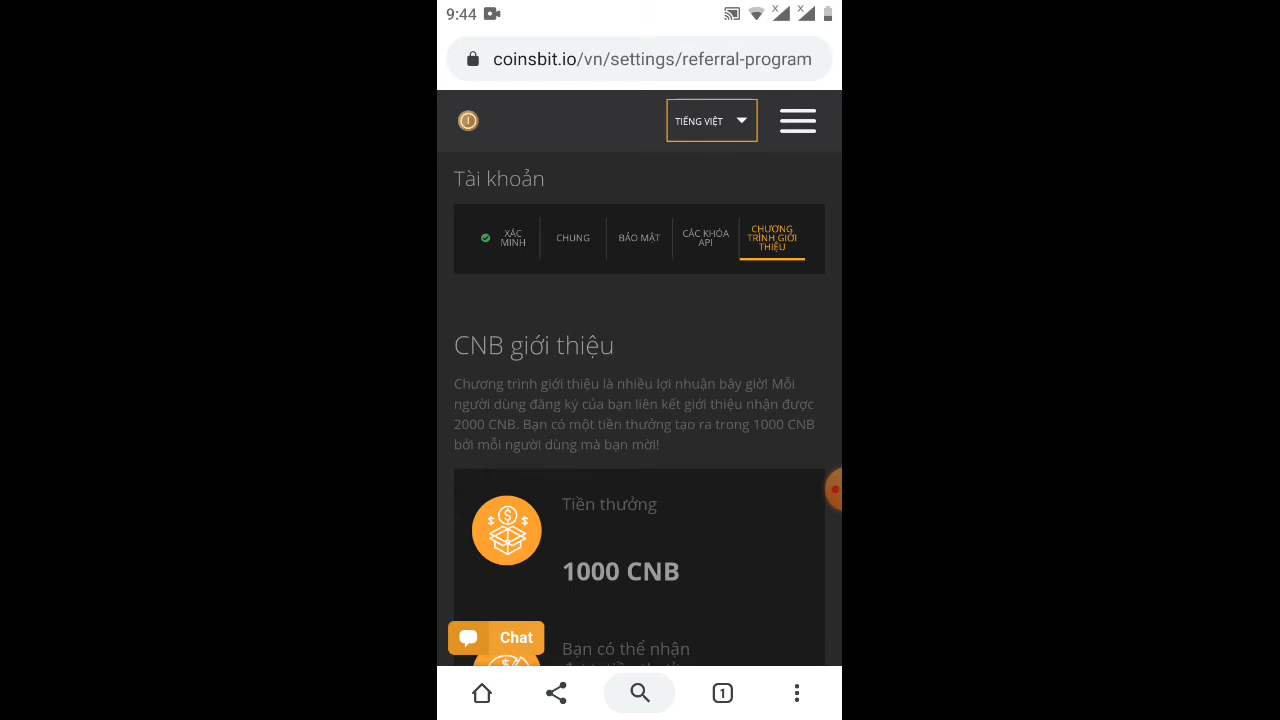 9:44
coinsbit.io/vn/settings/referral-program
TIẾNG VIỆT
Tài khoản
XÁC
MINH
CHUNG
BẢO MẬT
CÁC KHÓA
API
CHƯƠNG
TRÌNH GIỚI
THIỆU
CNB giới thiệu
Chương trình giới thiệu là nhiều lợi nhuận bây giờ! Mỗi
người dùng đăng ký của bạn liên kết giới thiệu nhận được
2000 CNB. Bạn có một tiền thưởng tạo ra trong 1000 CNB
bởi mỗi người dùng mà bạn mời!
Tiền thưởng
1000 CNB
Chat
Bạn có thể nhận
1